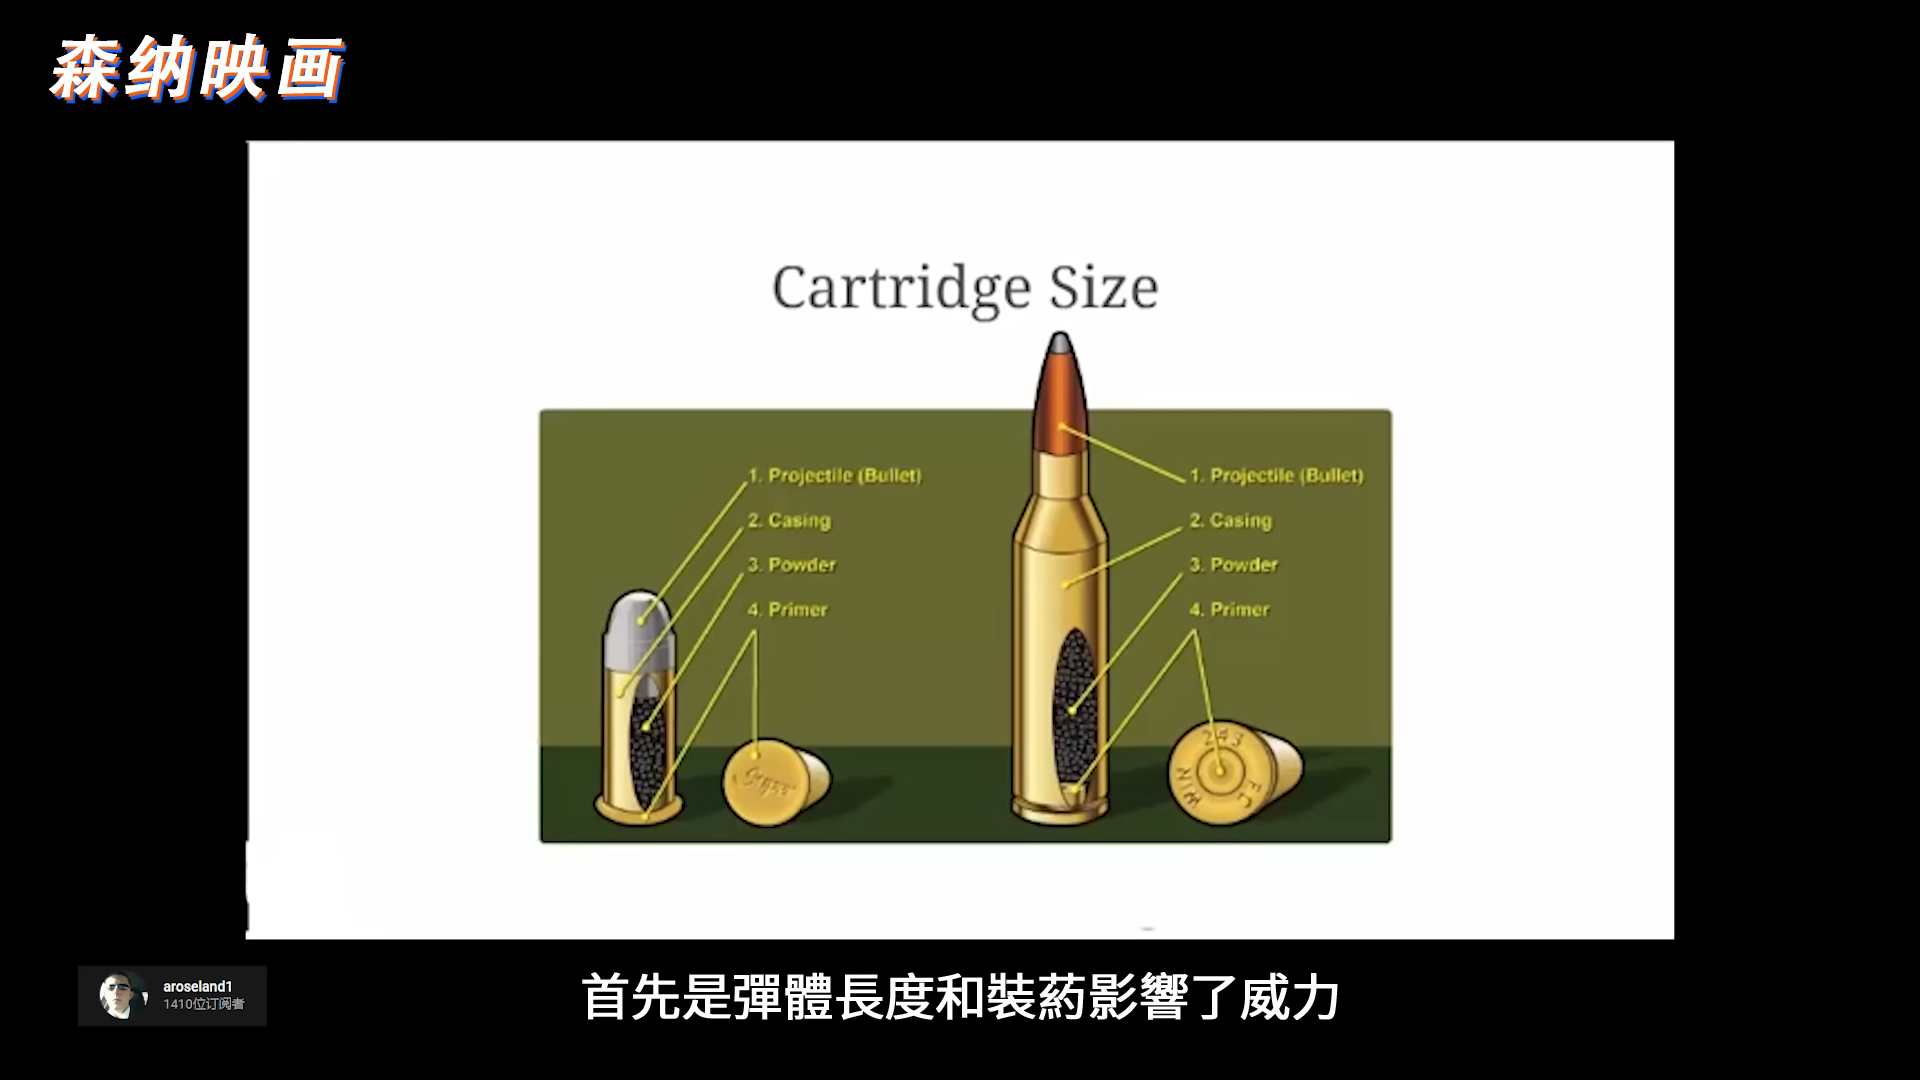 森纳映画
Cartridge Size
1. Projectile (Bullet)
2. Casing
3. Powder
4. Primer
1. Projectile (Bullet)
2. Casing
3. Powder
4. Primer
Super
243
WIN
FC
aroseland1
1410位订阅者
首先是彈體長度和裝葯影響了威力